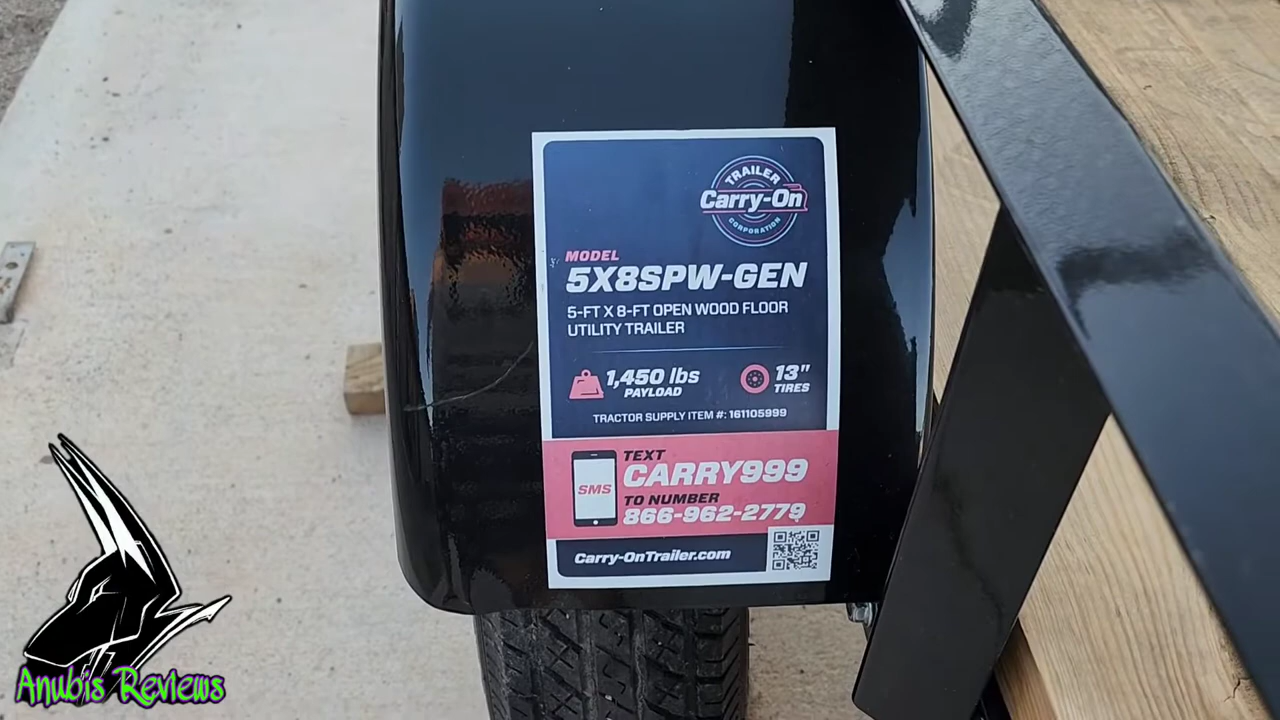 TRAILER
Carry-On
CORPORATION
MODEL
5X8SPW-GEN
5-FT X 8-FT OPEN WOOD FLOOR
UTILITY TRAILER
1,450 lbs
PAYLOAD
13"
TIRES
TRACTOR SUPPLY ITEM #: 161105999
SMS
TEXT
CARRY999
TO NUMBER
866-962-2779
Carry-OnTrailer.com
Anubis Reviews